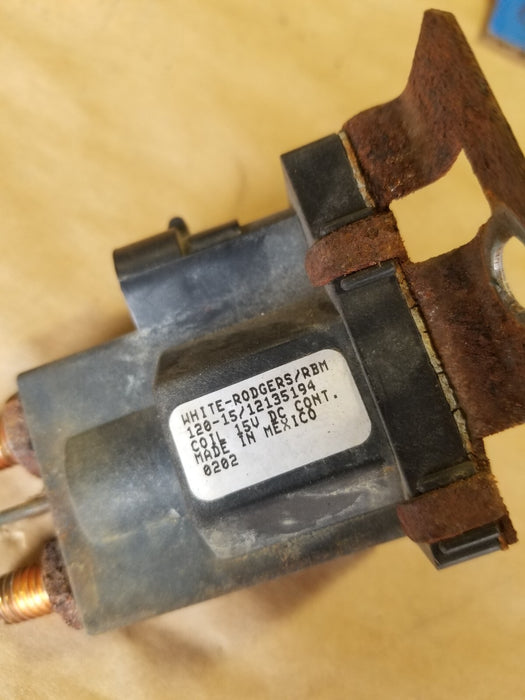 WHITE-RODGERS/RBM
120-15/12135194
COIL 15V DC CONT.
MADE IN MEXICO
0202